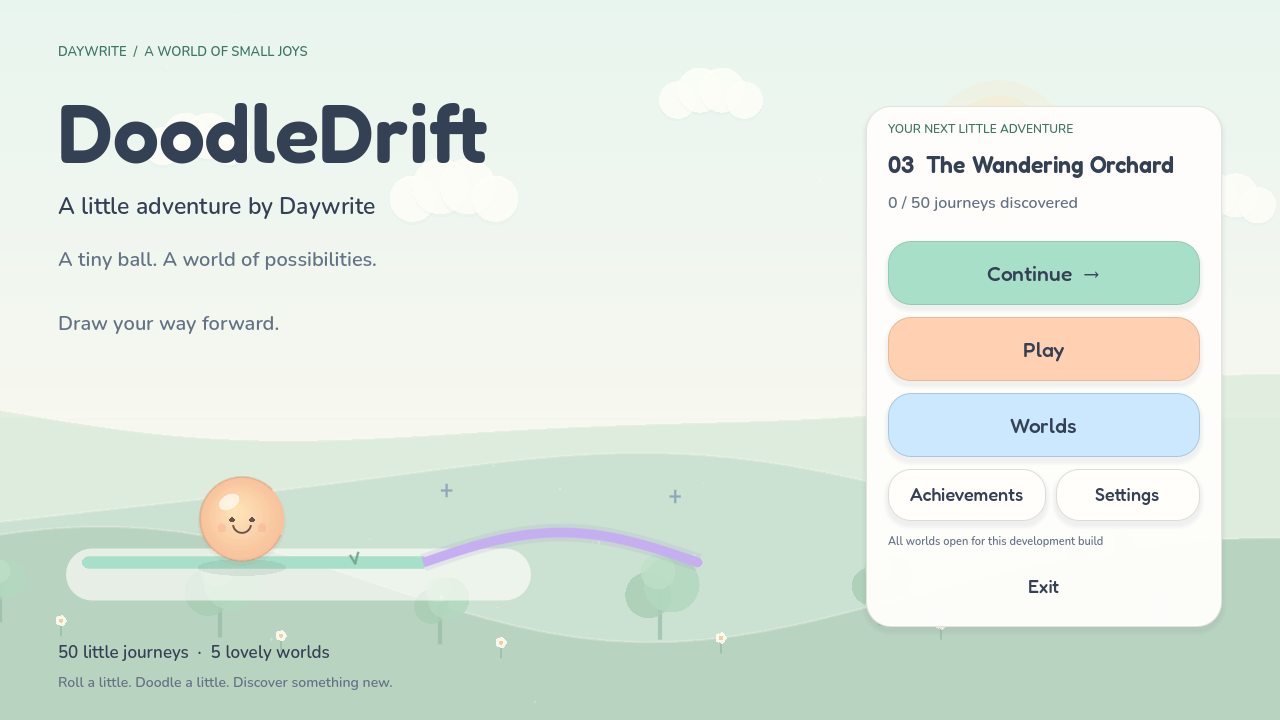 DAYWRITE / A WORLD OF SMALL JOYS
DoodleDrift
A little adventure by Daywrite
A tiny ball. A world of possibilities.
Draw your way forward.
50 little journeys · 5 lovely worlds
Roll a little. Doodle a little. Discover something new.
YOUR NEXT LITTLE ADVENTURE
03 The Wandering Orchard
0 / 50 journeys discovered
Continue →
Play
Worlds
Achievements
Settings
All worlds open for this development build
Exit